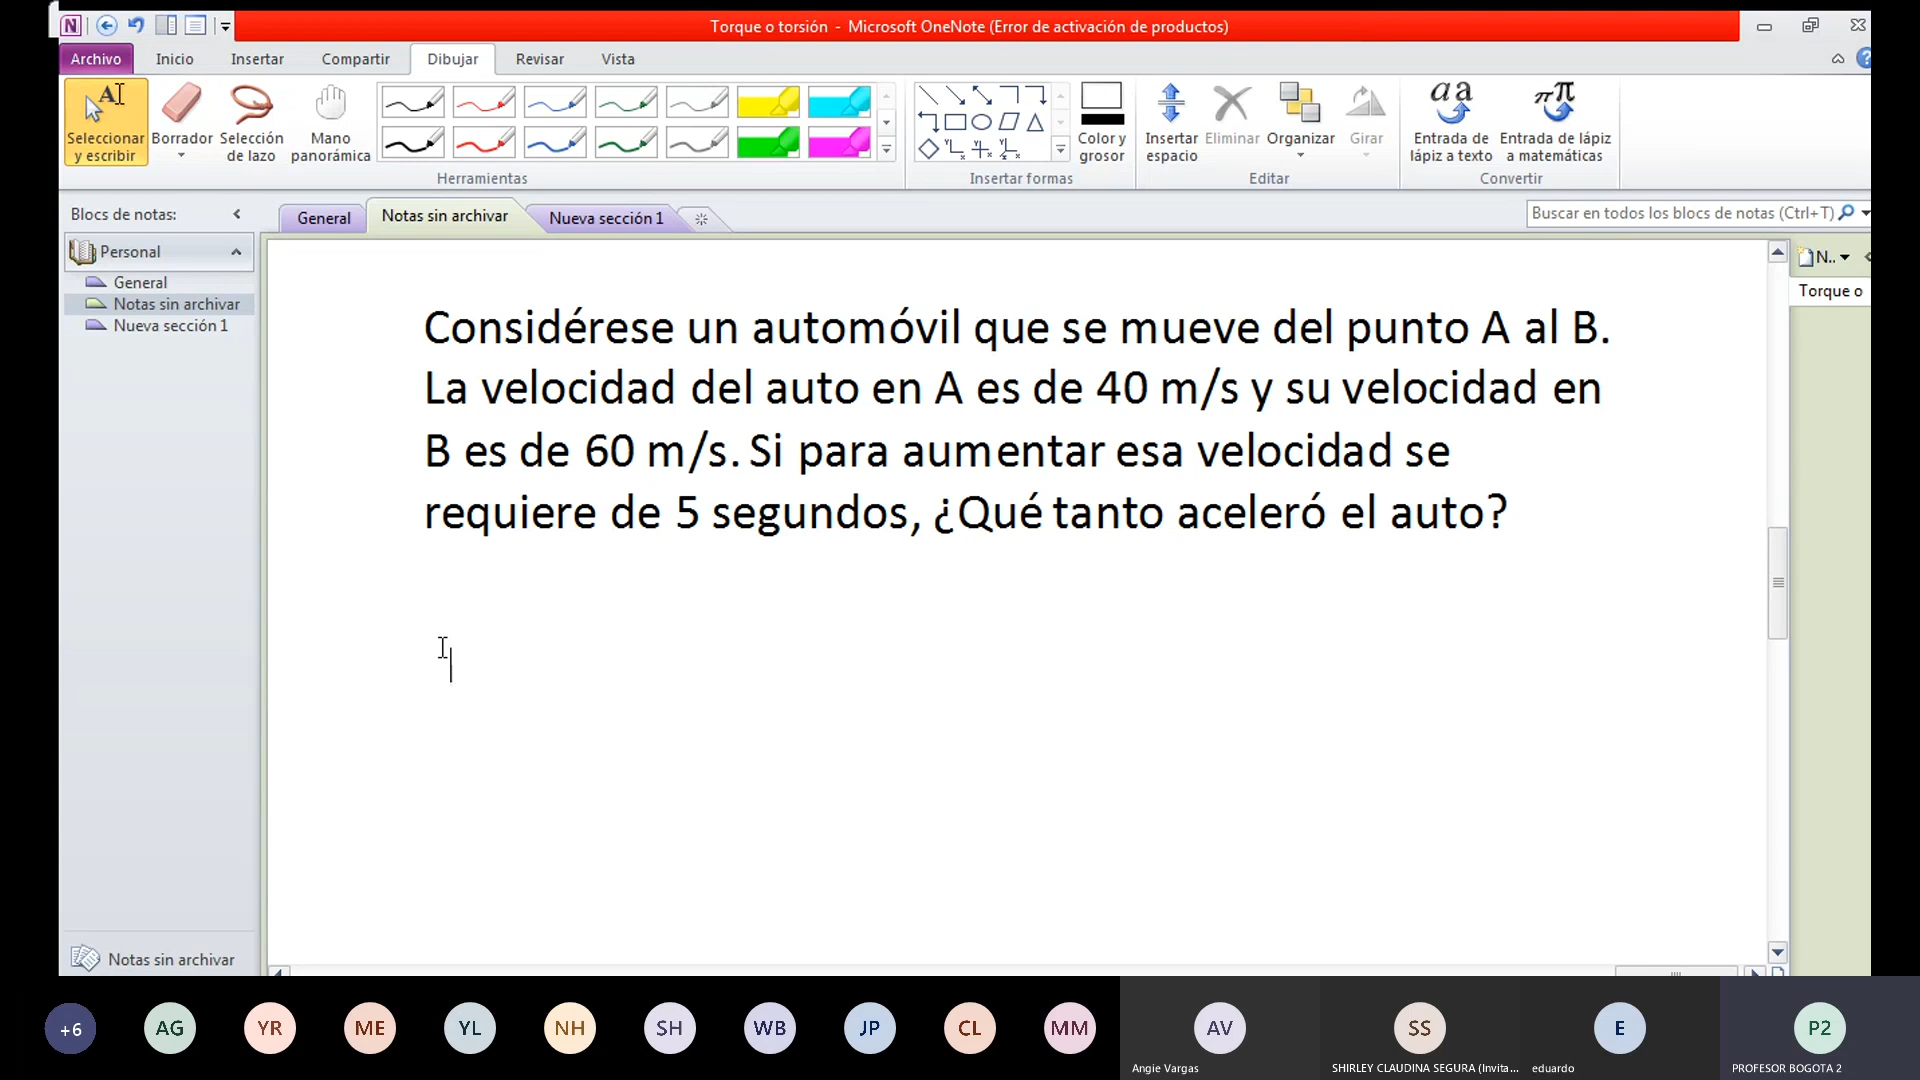 Torque o torsión - Microsoft OneNote (Error de activación de productos)
Archivo Inicio Insertar Compartir Dibujar Revisar Vista
Seleccionar y escribir
Borrador
Selección de lazo
Mano panorámica
Color y grosor
Insertar espacio
Eliminar
Organizar
Girar
Entrada de lápiz a texto
Entrada de lápiz a matemáticas
Herramientas
Insertar formas
Editar
Convertir
Blocs de notas:
General
Notas sin archivar
Nueva sección 1
Buscar en todos los blocs de notas (Ctrl+T)
Personal
General
Notas sin archivar
Nueva sección 1
N..
Torque o
Considérese un automóvil que se mueve del punto A al B.
La velocidad del auto en A es de 40 m/s y su velocidad en
B es de 60 m/s. Si para aumentar esa velocidad se
requiere de 5 segundos, ¿Qué tanto aceleró el auto?
Notas sin archivar
+6 AG YR ME YL NH SH WB JP CL MM AV SS E P2
Angie Vargas
SHIRLEY CLAUDINA SEGURA (Invita...
eduardo
PROFESOR BOGOTA 2